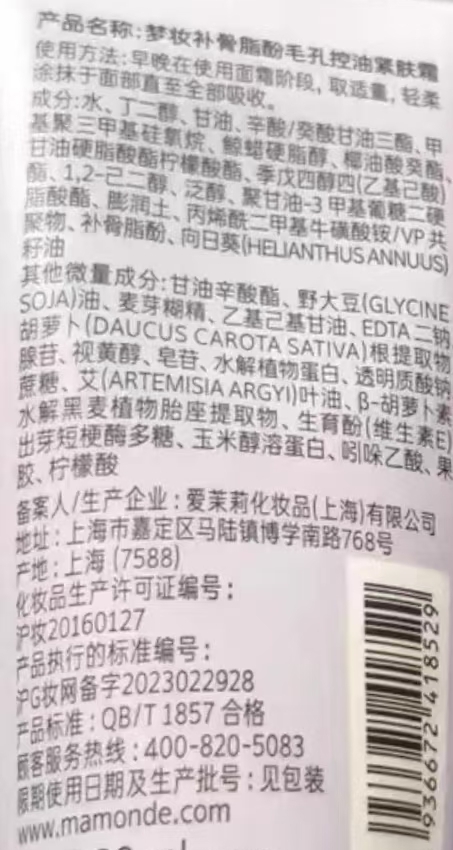 产品名称:梦妆补骨脂酚毛孔控油紧肤霜
使用方法:早晚在使用面霜阶段,取适量,轻柔
涂抹于面部直至全部吸收。
成分:水、丁二醇、甘油、辛酸/癸酸甘油三酯、甲
基聚三甲基硅氧烷、鲸蜡硬脂醇、椰油酸癸酯、
甘油硬脂酸酯柠檬酸酯、季戊四醇四(乙基己酸)
酯、1,2-己二醇、泛醇、聚甘油-3 甲基葡糖二硬
脂酸酯、膨润土、丙烯酰二甲基牛磺酸铵/VP 共
聚物、补骨脂酚、向日葵(HELIANTHUS ANNUUS)
籽油
其他微量成分:甘油辛酸酯、野大豆(GLYCINE
SOJA)油、麦芽糊精、乙基己基甘油、EDTA 二钠
胡萝卜(DAUCUS CAROTA SATIVA)根提取物
腺苷、视黄醇、皂苷、水解植物蛋白、透明质酸钠
蔗糖、艾(ARTEMISIA ARGYI)叶油、β-胡萝卜素
水解黑麦植物胎座提取物、生育酚(维生素E)
出芽短梗酶多糖、玉米醇溶蛋白、吲哚乙酸、果
胶、柠檬酸
备案人/生产企业:爱茉莉化妆品(上海)有限公司
地址:上海市嘉定区马陆镇博学南路768号
产地:上海 (7588)
化妆品生产许可证编号:
沪妆20160127
产品执行的标准编号:
沪G妆网备字2023022928
产品标准:QB/T 1857 合格
顾客服务热线:400-820-5083
限期使用日期及生产批号:见包装
www.mamonde.com
936672 418529